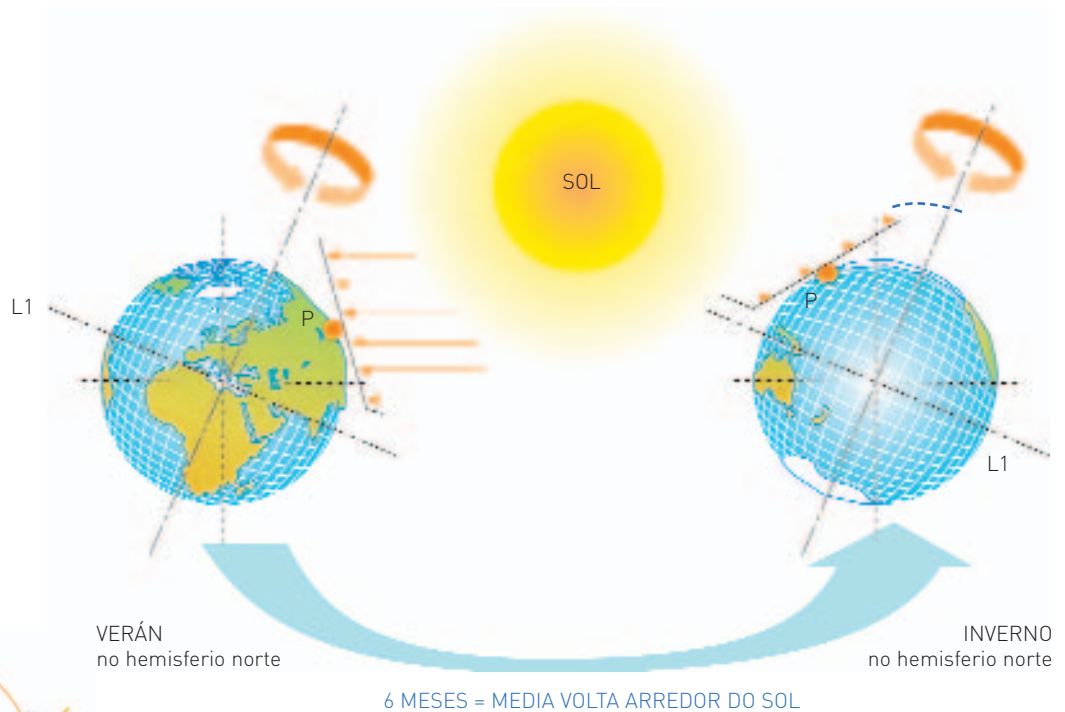 SOL
L1
P
P
L1
VERÁN
no hemisferio norte
INVERNO
no hemisferio norte
6 MESES = MEDIA VOLTA ARREDOR DO SOL